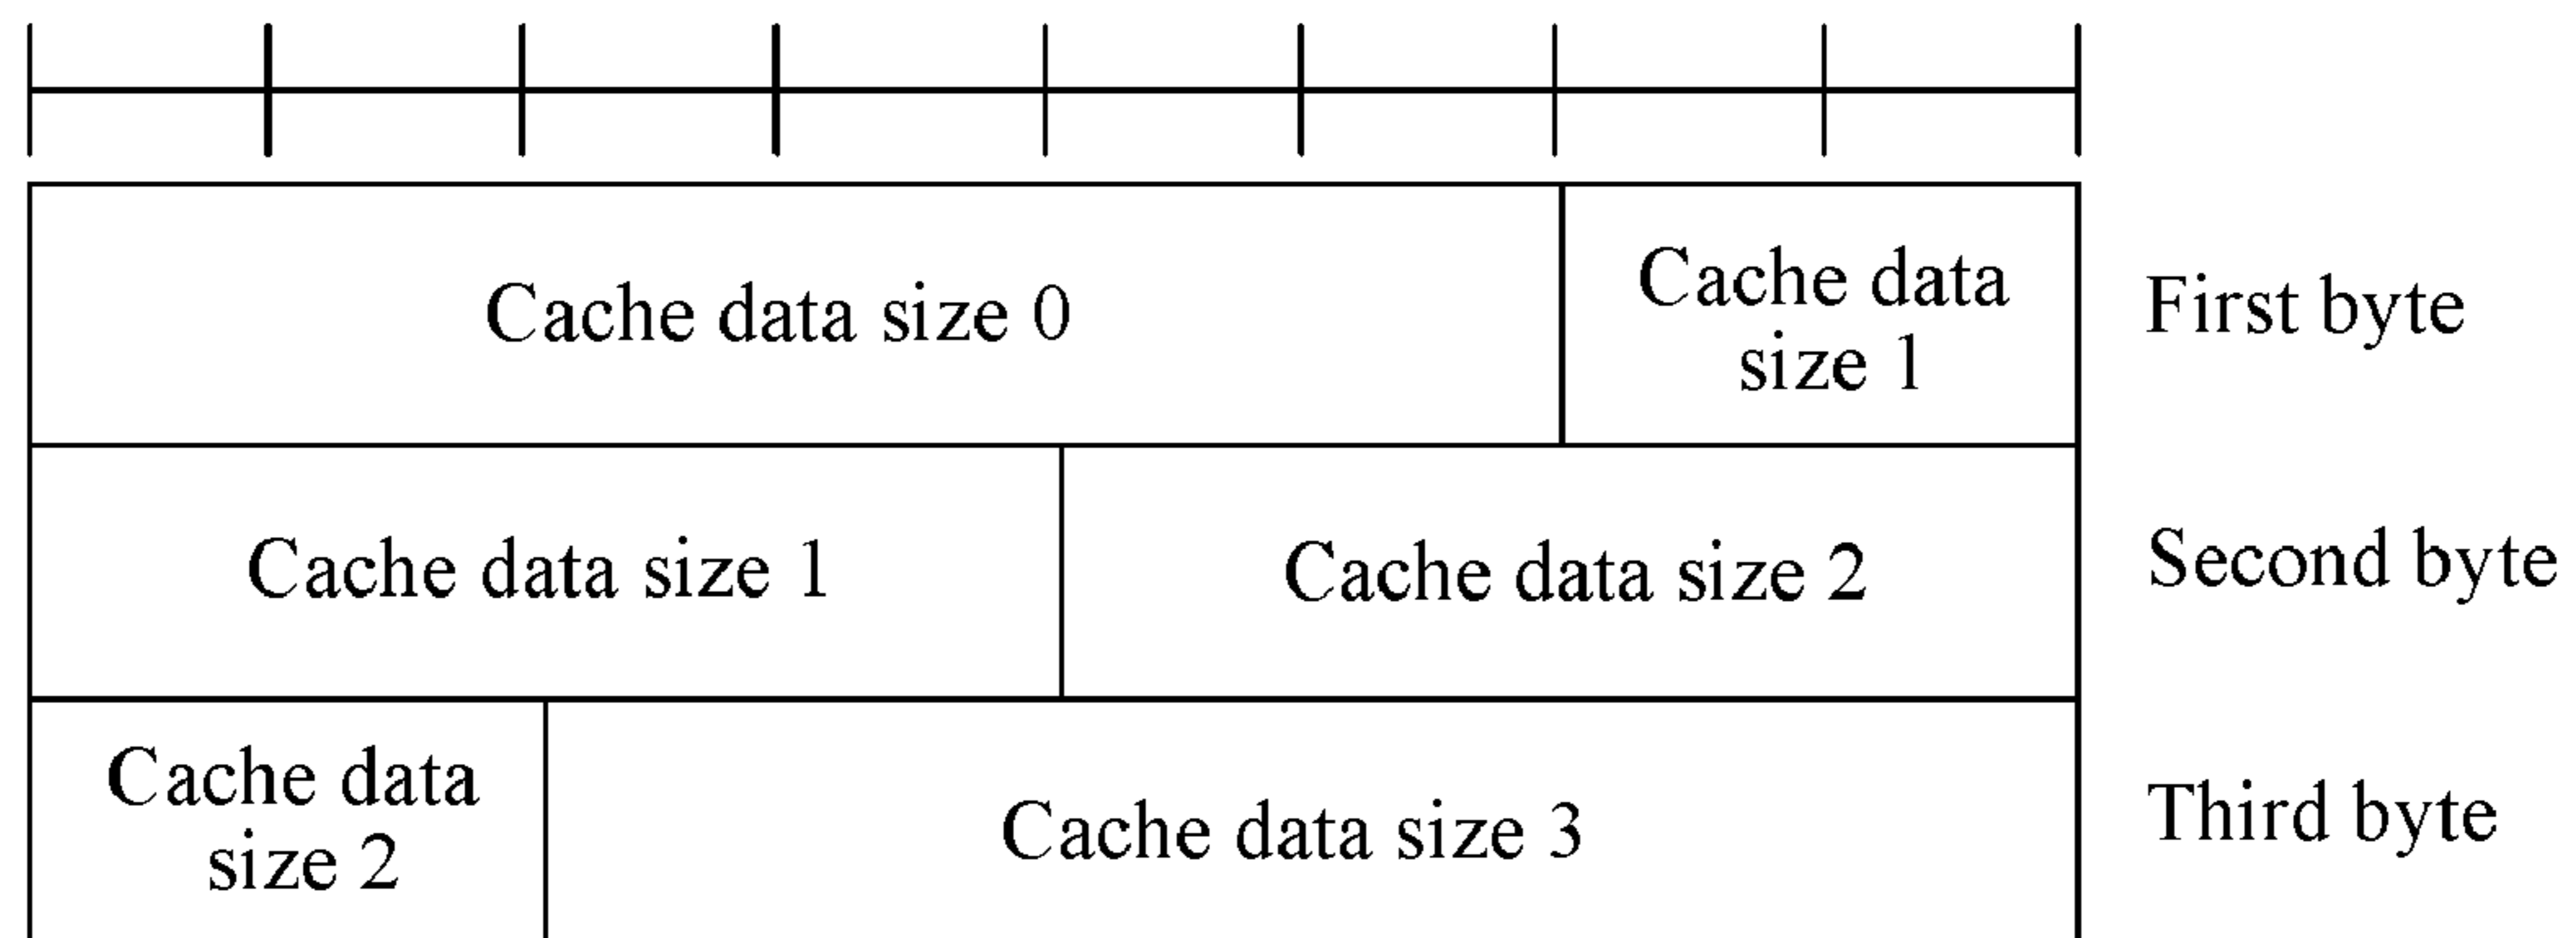 Cache data size 0
Cache data
size 1
First byte
Cache data size 1
Cache data size 2
Second byte
Cache data
size 2
Cache data size 3
Third byte